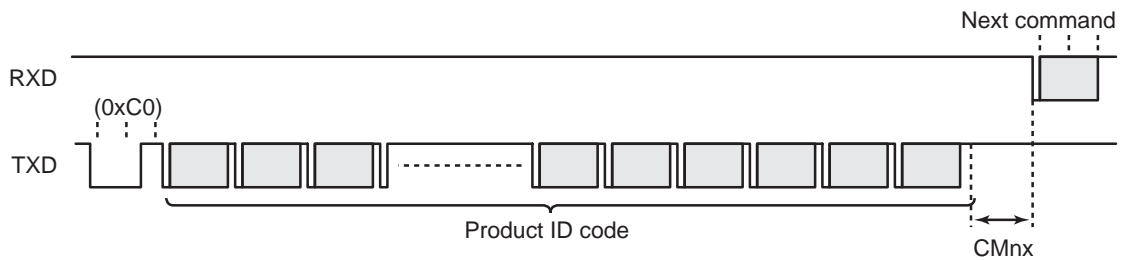 Next command
RXD
(0xC0)
TXD
Product ID code
CMnx